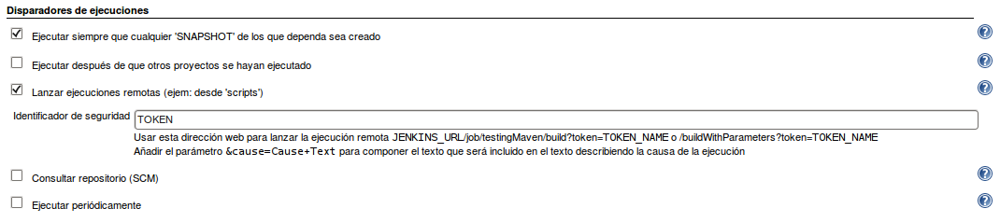 Disparadores de ejecuciones
Ejecutar siempre que cualquier 'SNAPSHOT' de los que dependa sea creado
Ejecutar después de que otros proyectos se hayan ejecutado
Lanzar ejecuciones remotas (ejem: desde 'scripts')
Identificador de seguridad TOKEN
Usar esta dirección web para lanzar la ejecución remota JENKINS_URL/job/testingMaven/build?token=TOKEN_NAME o /buildWithParameters?token=TOKEN_NAME
Añadir el parámetro &cause=Cause+Text para componer el texto que será incluido en el texto describiendo la causa de la ejecución
Consultar repositorio (SCM)
Ejecutar periódicamente